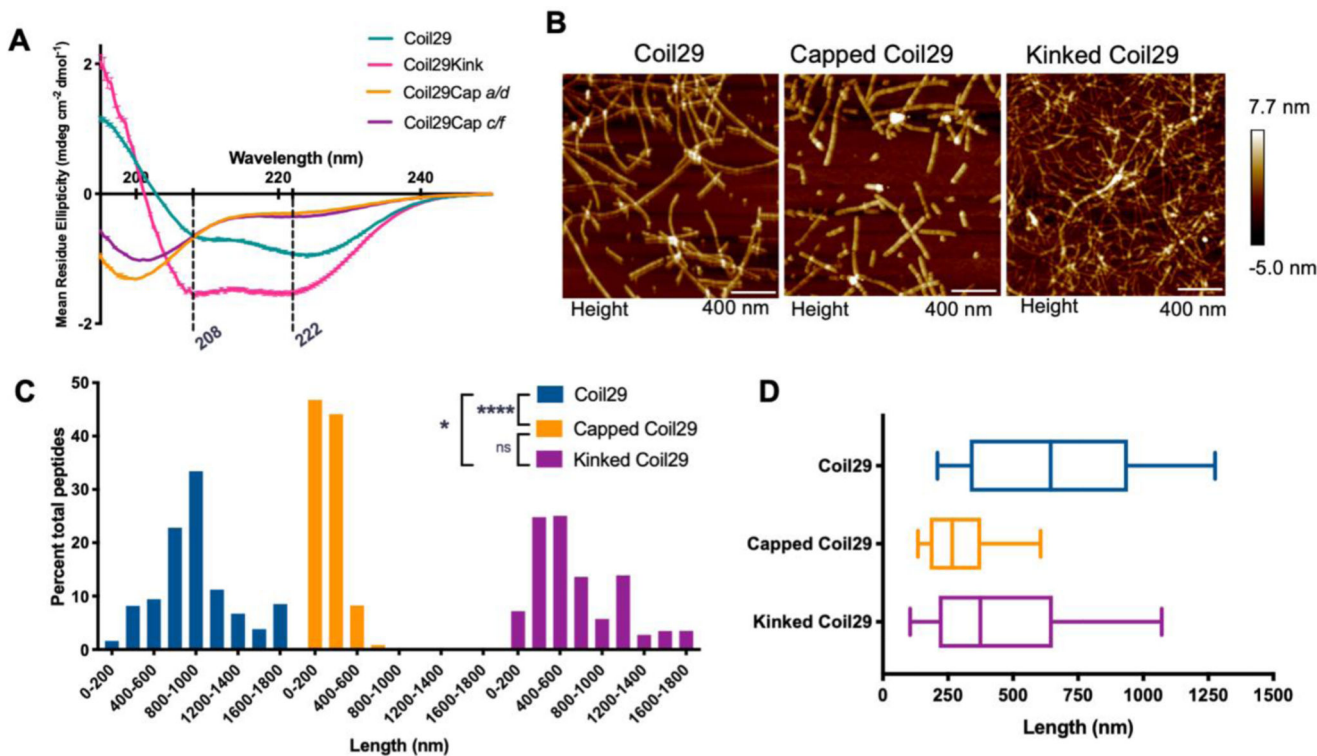 A
Coil29
Coil29Kink
Coil29Cap a/d
Coil29Cap c/f
Wavelength (nm)
200 220 240
2
0
-2
Mean Residue Ellipticity (mdeg cm⁻² dmol⁻¹)
208
222
B
Coil29 Capped Coil29 Kinked Coil29
7.7 nm
-5.0 nm
Height 400 nm Height 400 nm Height 400 nm
C
Coil29
Capped Coil29
Kinked Coil29
* **** ns
Percent total peptides
50
40
30
20
10
0
0-200 400-600 800-1000 1200-1400 1600-1800 0-200 400-600 800-1000 1200-1400 1600-1800 0-200 400-600 800-1000 1200-1400 1600-1800
Length (nm)
D
Coil29
Capped Coil29
Kinked Coil29
0 250 500 750 1000 1250 1500
Length (nm)